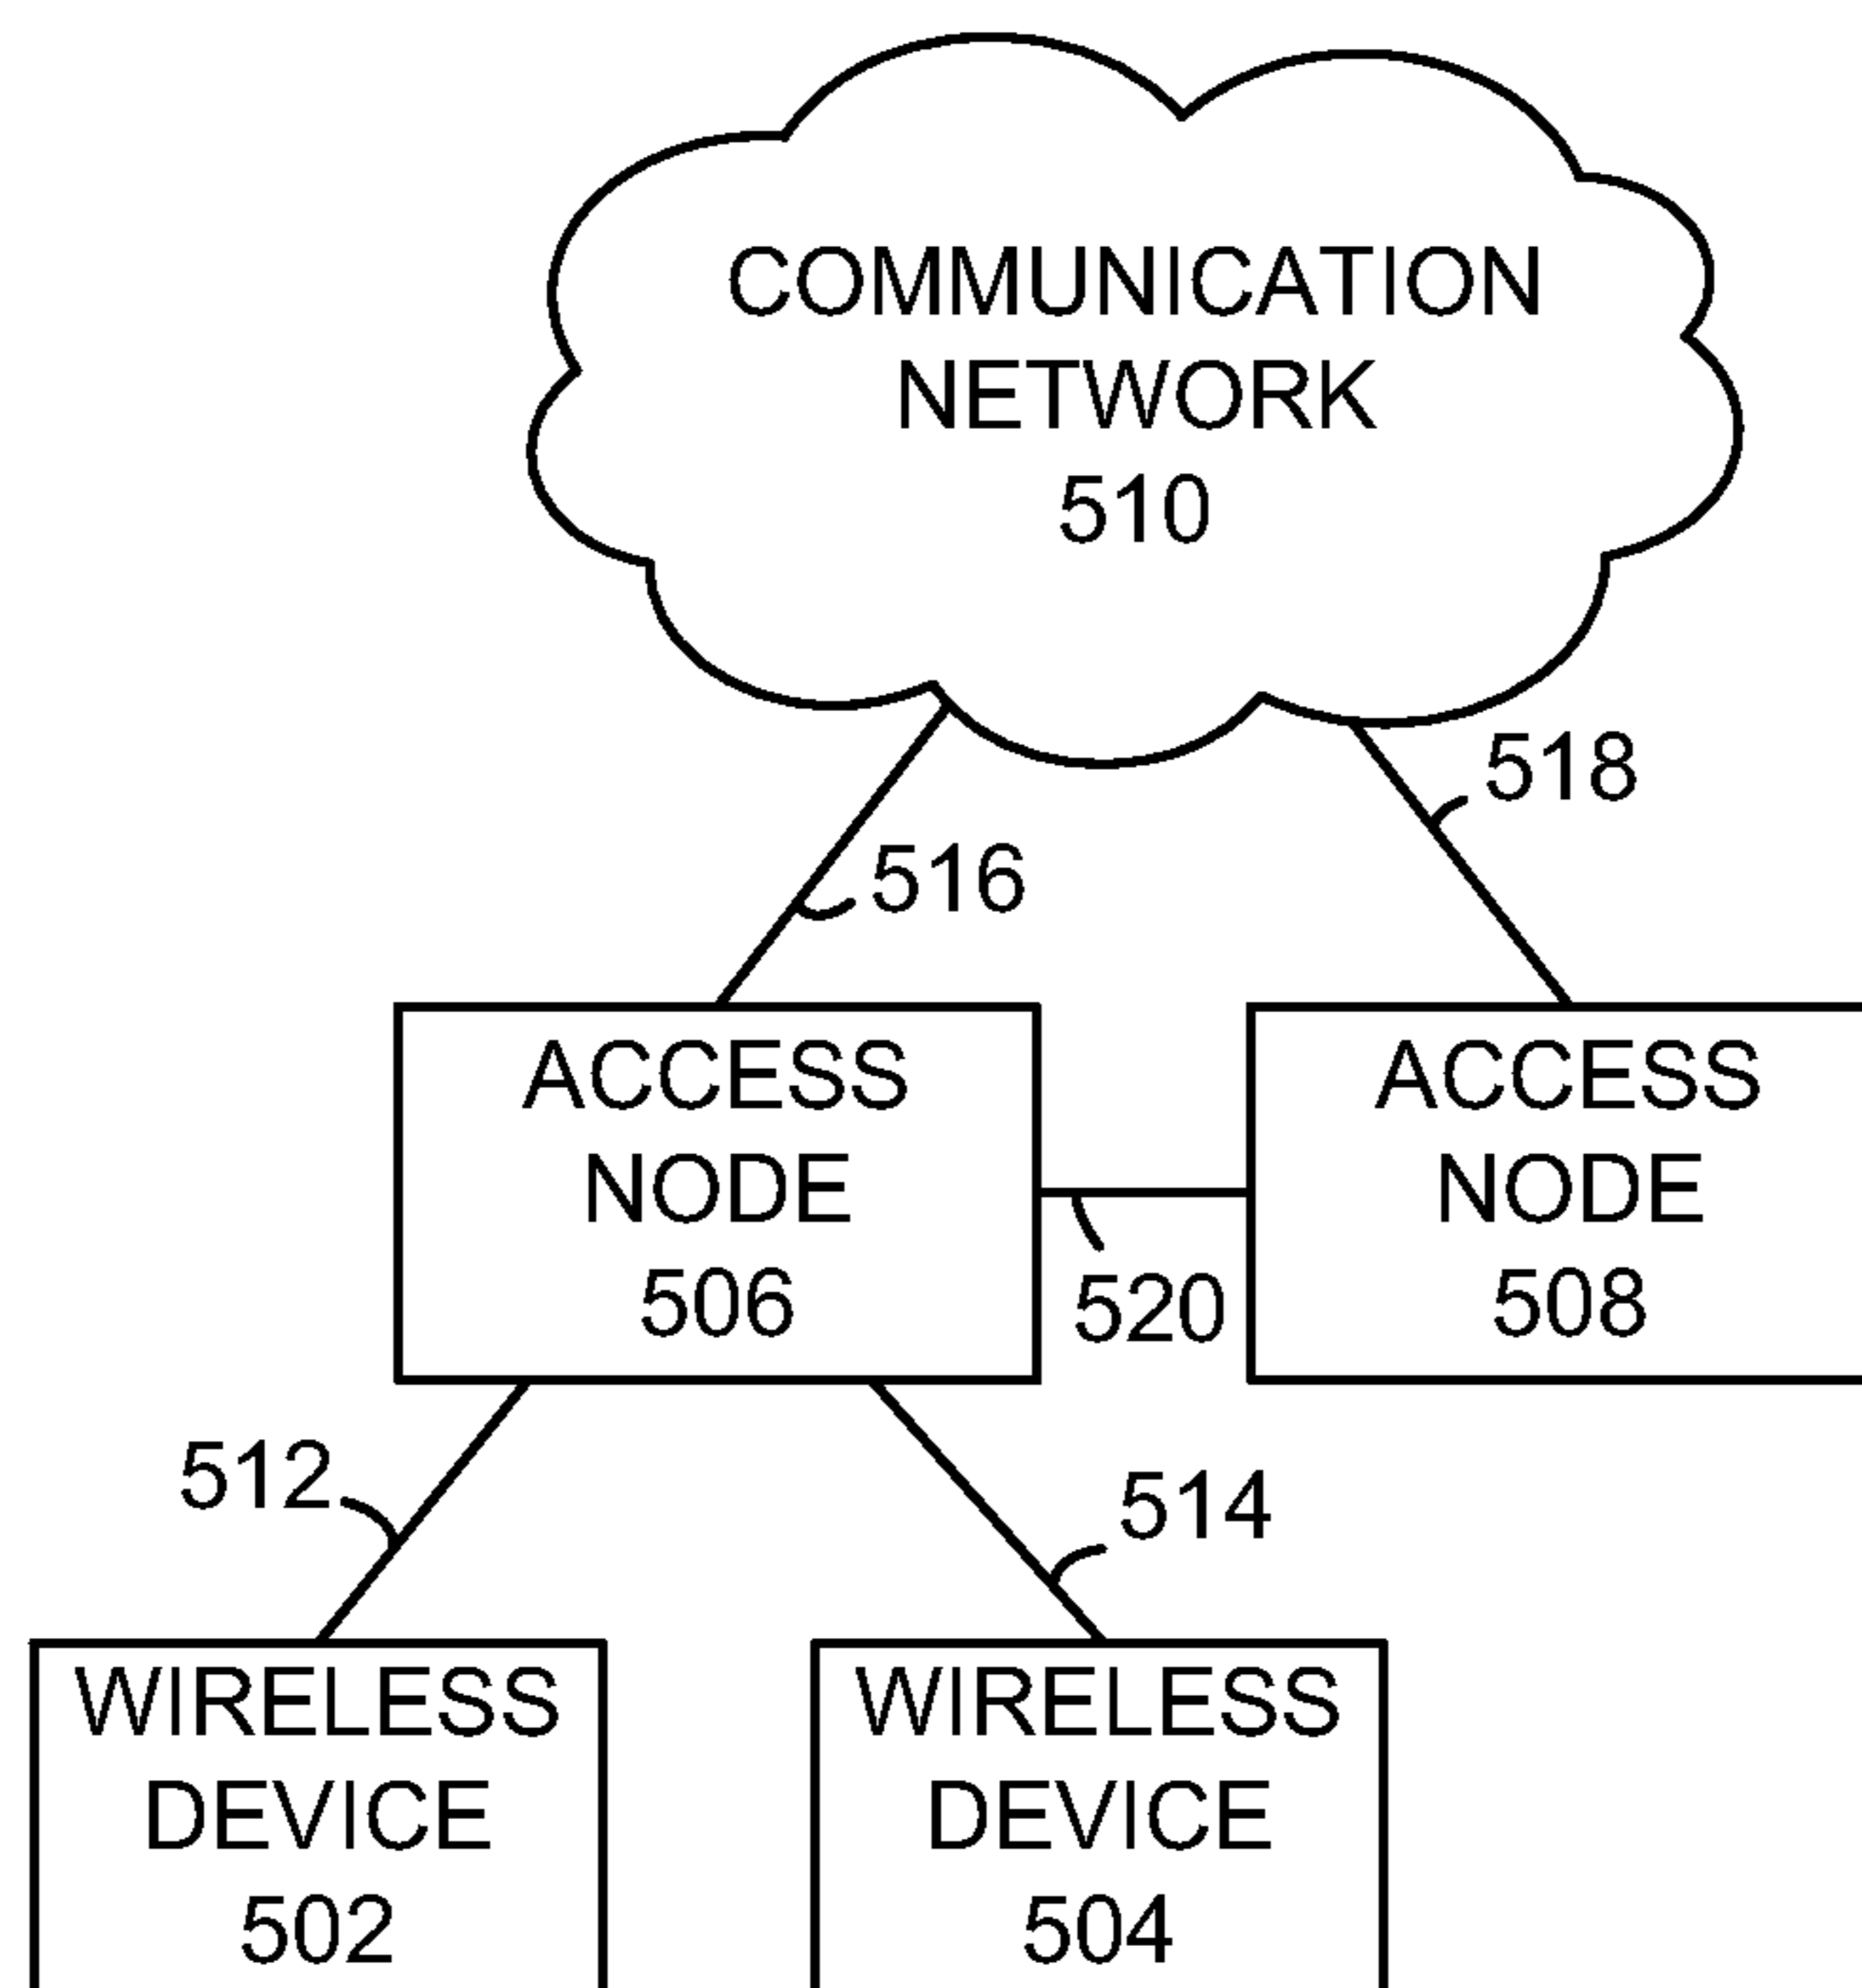 COMMUNICATION
NETWORK
510
518
516
ACCESS
NODE
506
ACCESS
NODE
508
520
512
514
WIRELESS
DEVICE
502
WIRELESS
DEVICE
504